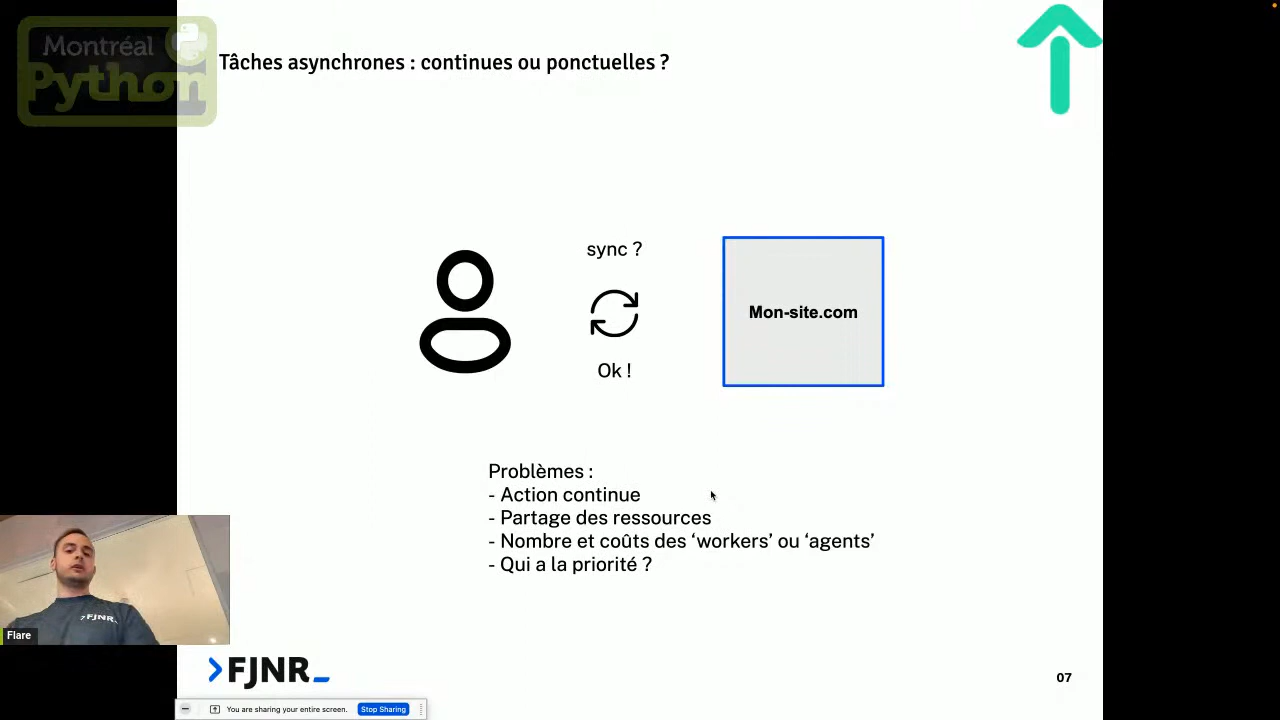 Montréal
Python
Tâches asynchrones : continues ou ponctuelles ?
sync ?
Ok !
Mon-site.com
Problèmes :
- Action continue
- Partage des ressources
- Nombre et coûts des ‘workers’ ou ‘agents’
- Qui a la priorité ?
FJNR
Flare
>FJNR_
07
You are sharing your entire screen.
Stop Sharing